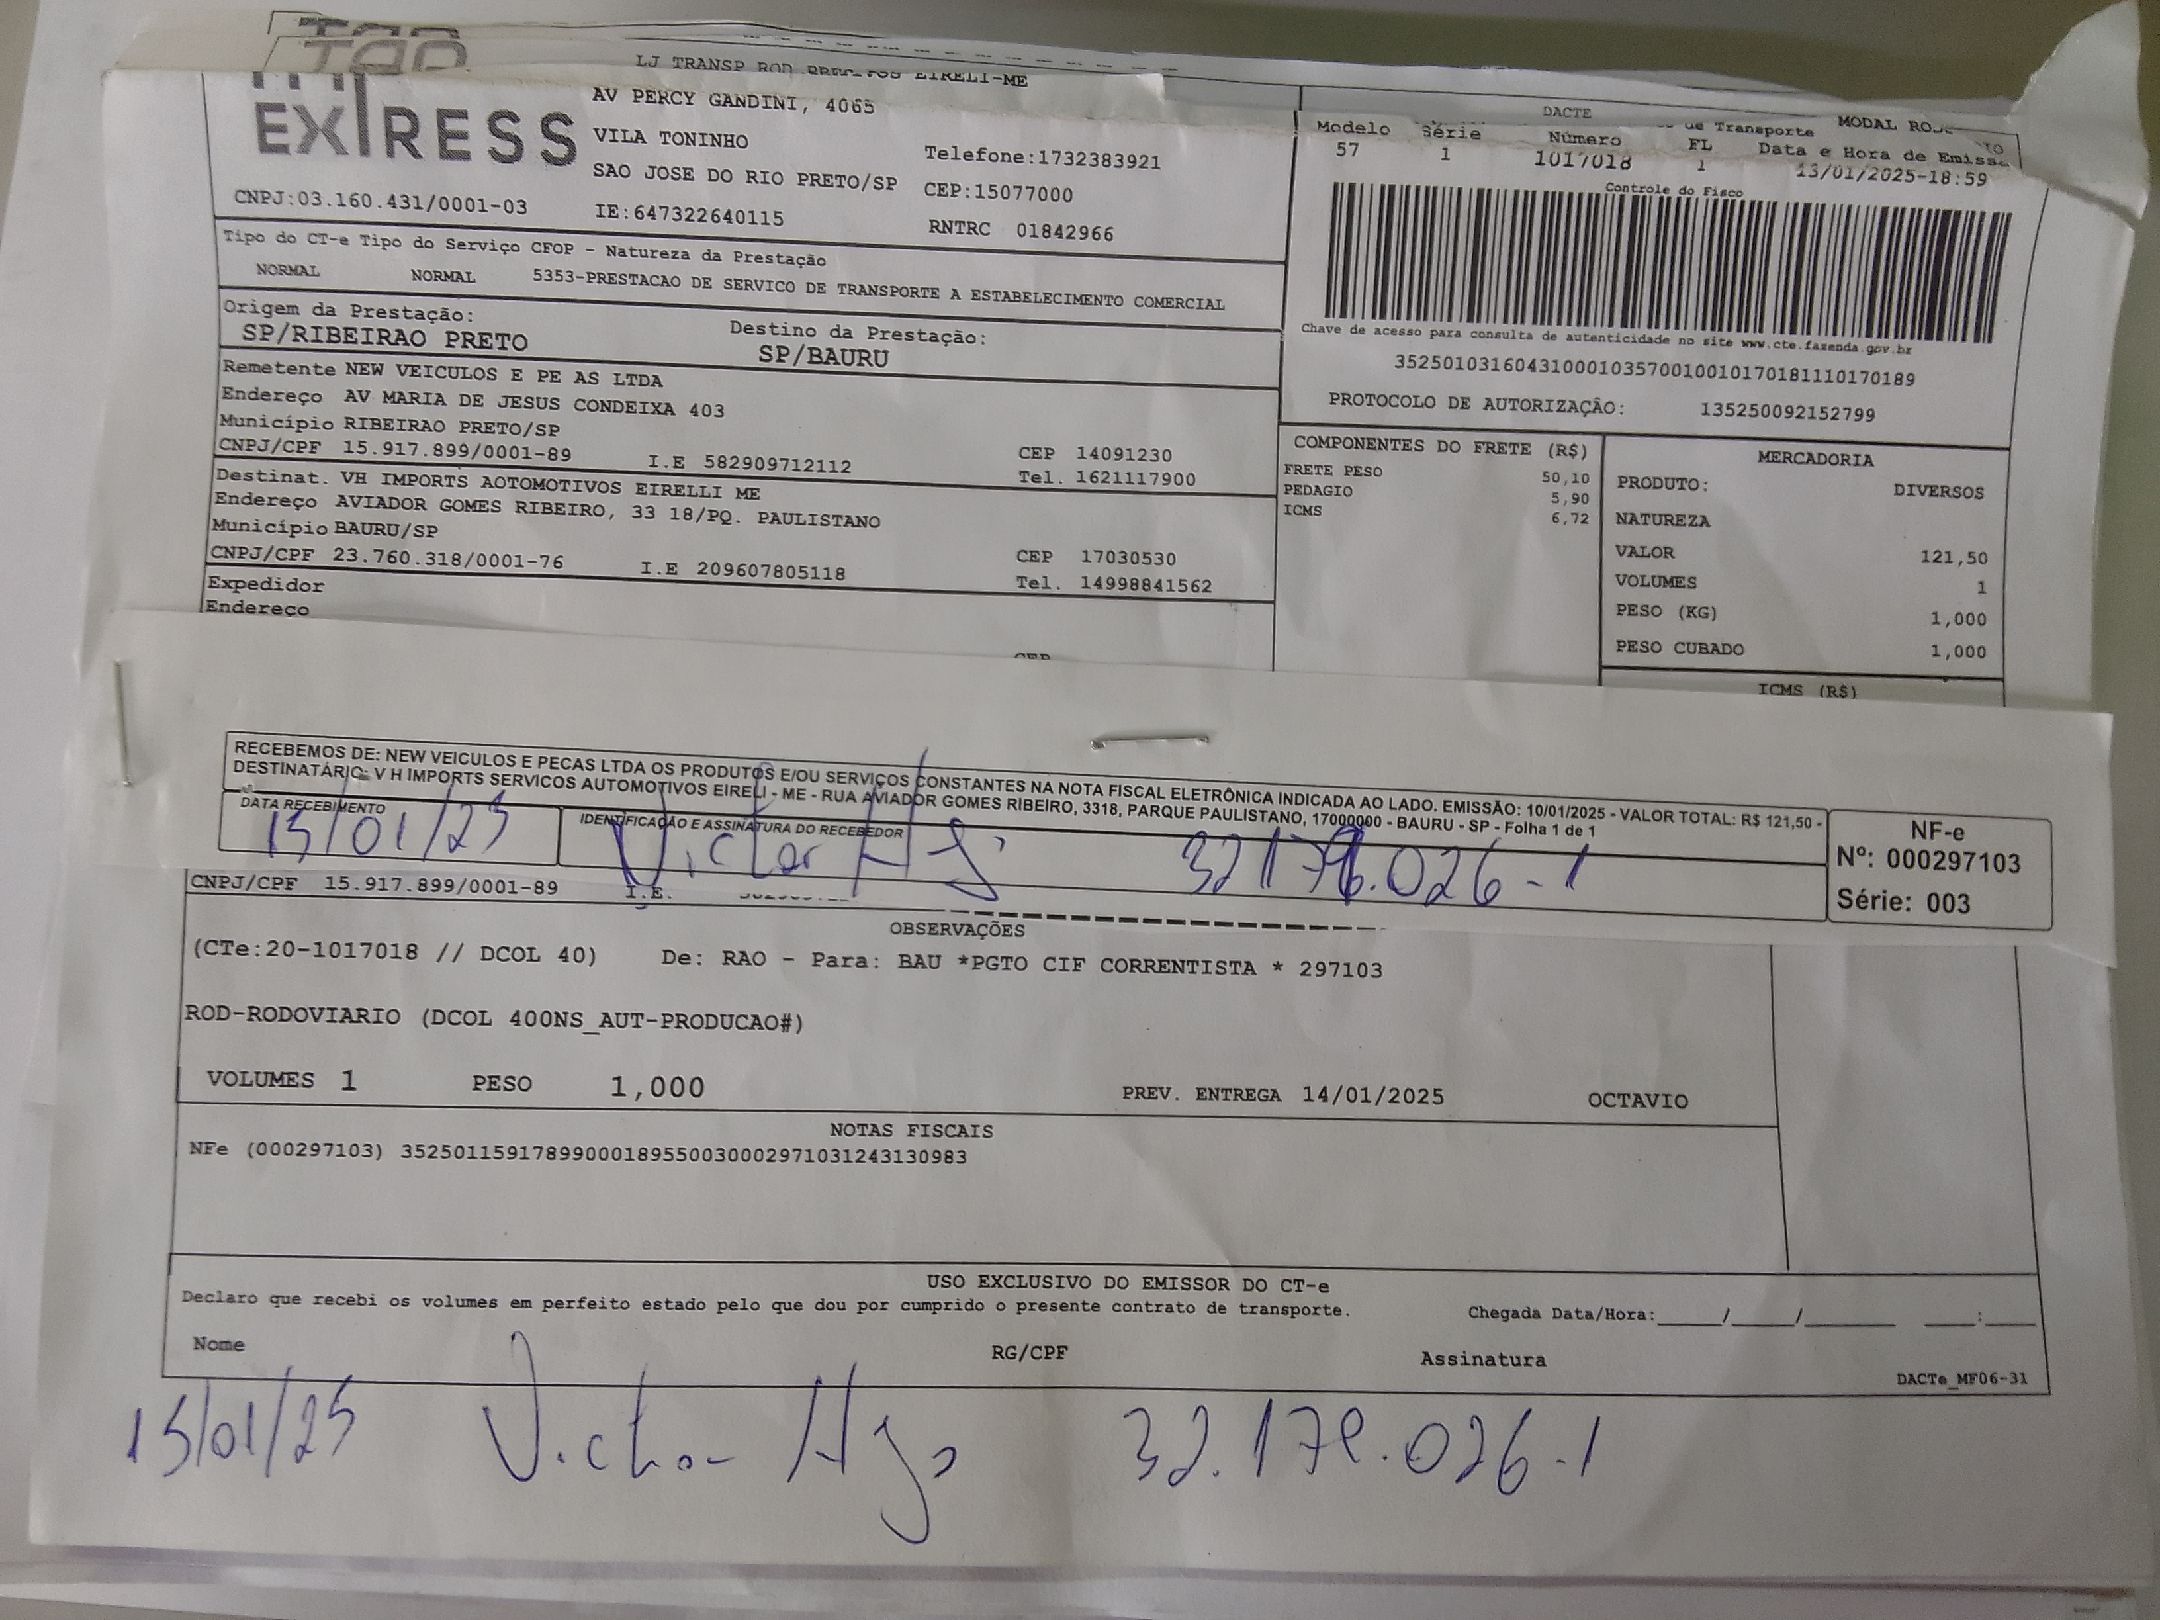 EXPRESS
LJ TRANSP ROD EIRELI-ME
AV PERCY GANDINI, 4065
VILA TONINHO
Telefone:1732383921
SAO JOSE DO RIO PRETO/SP CEP:15077000
CNPJ:03.160.431/0001-03 IE:647322640115 RNTRC 01842966
DACTE
de Transporte MODAL
Modelo Série Número FL Data e Hora de
57 1 1017018 1 13/01/2025-18:59
Controle do Fisco
Chave de acesso para consulta de autenticidade no site www.cte.fazenda.gov.br
35250103160431000103570010010170181110170189
PROTOCOLO DE AUTORIZAÇÃO: 135250092152799
Tipo do CT-e Tipo do Serviço CFOP - Natureza da Prestação
NORMAL NORMAL 5353-PRESTACAO DE SERVICO DE TRANSPORTE A ESTABELECIMENTO COMERCIAL
Origem da Prestação: Destino da Prestação:
SP/RIBEIRAO PRETO SP/BAURU
Remetente NEW VEICULOS E PE AS LTDA
Endereço AV MARIA DE JESUS CONDEIXA 403
Município RIBEIRAO PRETO/SP CEP 14091230
CNPJ/CPF 15.917.899/0001-89 I.E 582909712112 Tel. 1621117900
Destinat. VH IMPORTS AOTOMOTIVOS EIRELLI ME
Endereço AVIADOR GOMES RIBEIRO, 33 18/PQ. PAULISTANO
Município BAURU/SP CEP 17030530
CNPJ/CPF 23.760.318/0001-76 I.E 209607805118 Tel. 14998841562
Expedidor
Endereço
CEP
COMPONENTES DO FRETE (R$)
FRETE PESO 50,10
PEDAGIO 5,90
ICMS 6,72
MERCADORIA
PRODUTO: DIVERSOS
NATUREZA
VALOR 121,50
VOLUMES 1
PESO (KG) 1,000
PESO CUBADO 1,000
ICMS (R$)
RECEBEMOS DE: NEW VEICULOS E PECAS LTDA OS PRODUTOS E/OU SERVIÇOS CONSTANTES NA NOTA FISCAL ELETRÔNICA INDICADA AO LADO. EMISSÃO: 10/01/2025 - VALOR TOTAL: R$ 121,50 -
DESTINATÁRIO: V H IMPORTS SERVICOS AUTOMOTIVOS EIRELI - ME - RUA AVIADOR GOMES RIBEIRO, 3318, PARQUE PAULISTANO, 17000000 - BAURU - SP - Folha 1 de 1
DATA RECEBIMENTO IDENTIFICAÇÃO E ASSINATURA DO RECEBEDOR
15/01/25 Victor Hgo
NF-e
Nº: 000297103
Série: 003
CNPJ/CPF 15.917.899/0001-89 I.E.
OBSERVAÇÕES
(CTe:20-1017018 // DCOL 40) De: RAO - Para: BAU *PGTO CIF CORRENTISTA * 297103
ROD-RODOVIARIO (DCOL 400NS_AUT-PRODUCAO#)
VOLUMES 1 PESO 1,000 PREV. ENTREGA 14/01/2025 OCTAVIO
NOTAS FISCAIS
NFe (000297103) 35250115917899000189550030002971031243130983
USO EXCLUSIVO DO EMISSOR DO CT-e
Declaro que recebi os volumes em perfeito estado pelo que dou por cumprido o presente contrato de transporte. Chegada Data/Hora:____/____/______ ___:___
Nome RG/CPF Assinatura
DACTe_MF06-31
15/01/25 Victor Hgo